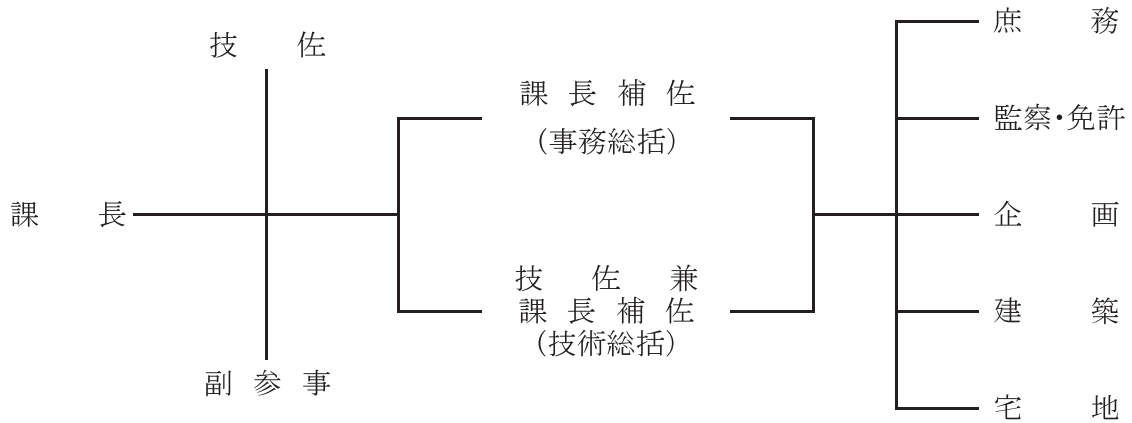 課長
技佐
副参事
課長補佐
（事務総括）
技佐兼
課長補佐
（技術総括）
庶務
監察・免許
企画
建築
宅地